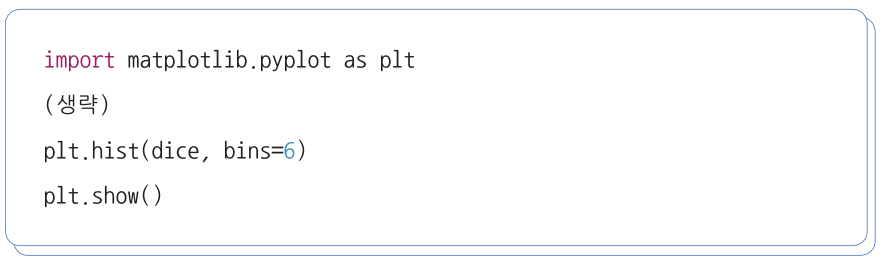 import matplotlib.pyplot as plt
(생략)
plt.hist(dice, bins=6)
plt.show()